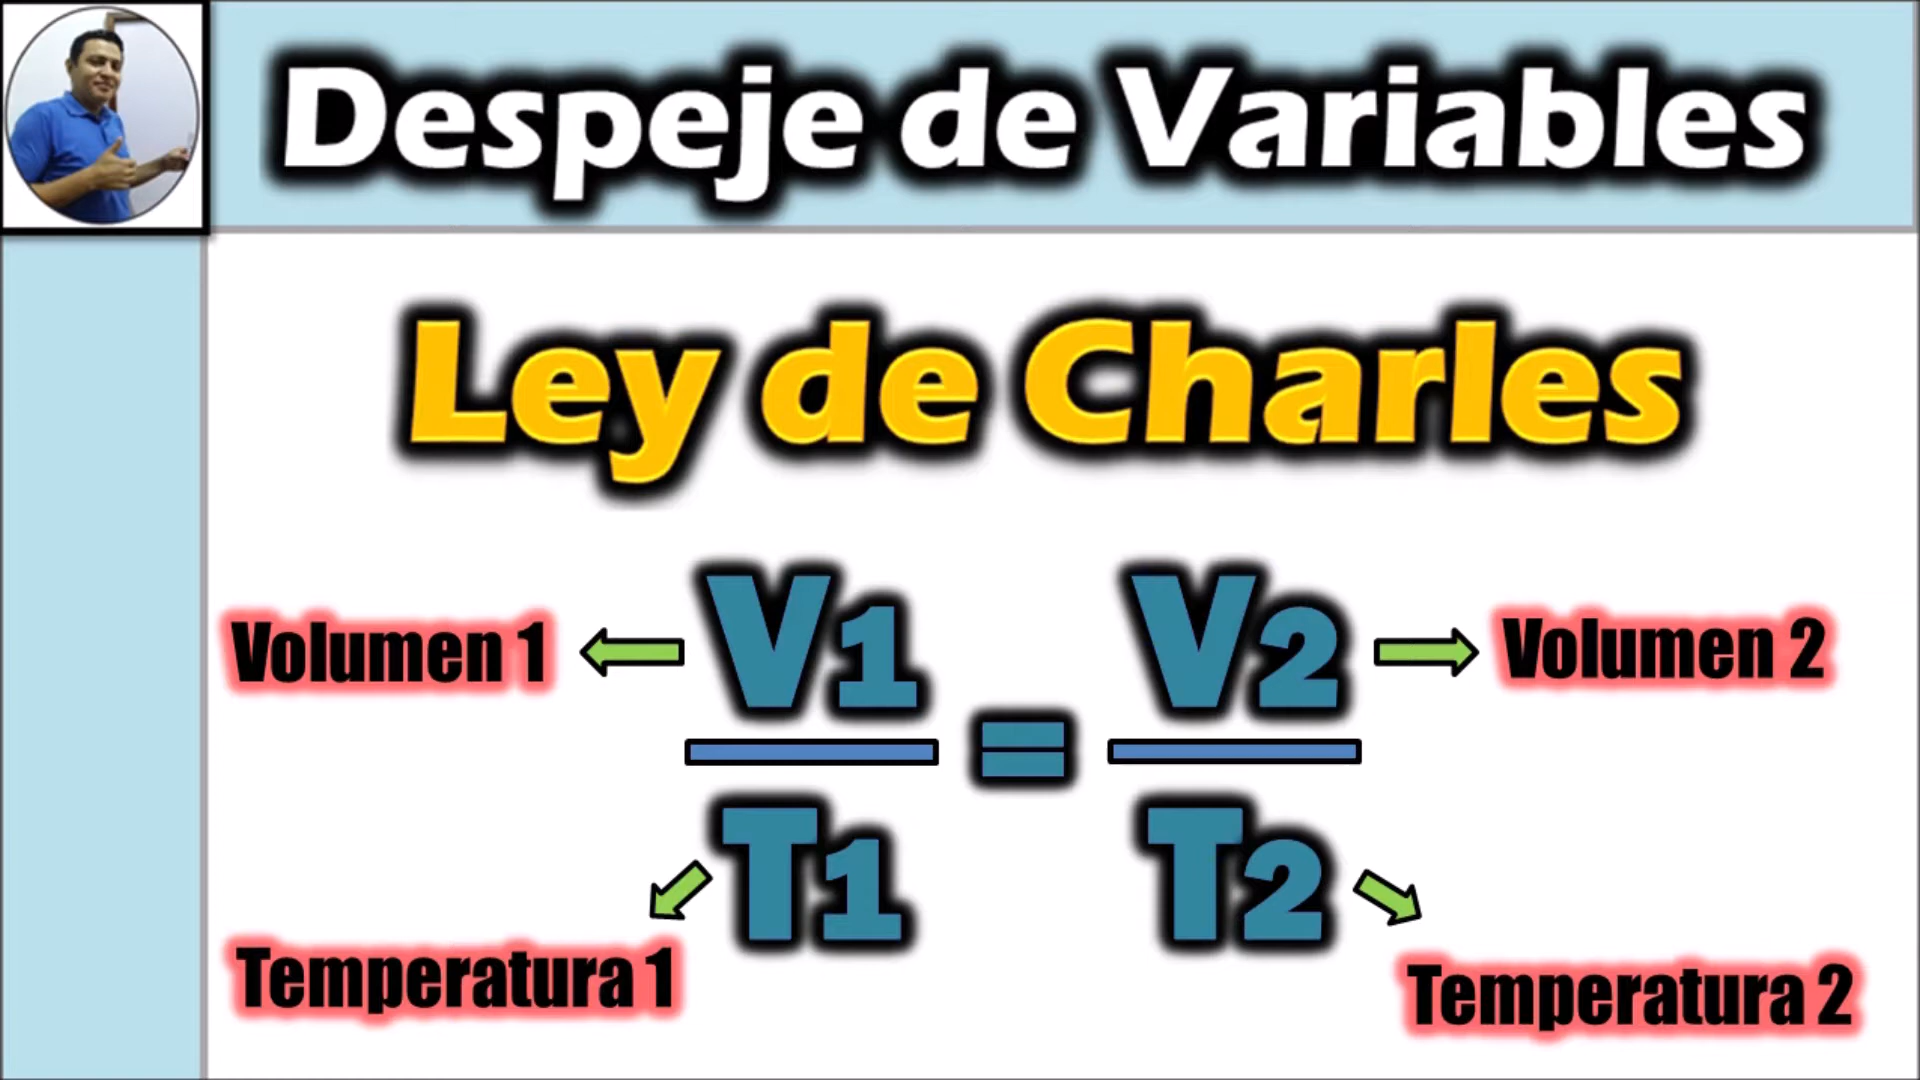 Despeje de Variables
Ley de Charles
Volumen 1 V1 = V2 Volumen 2
T1 T2
Temperatura 1 Temperatura 2